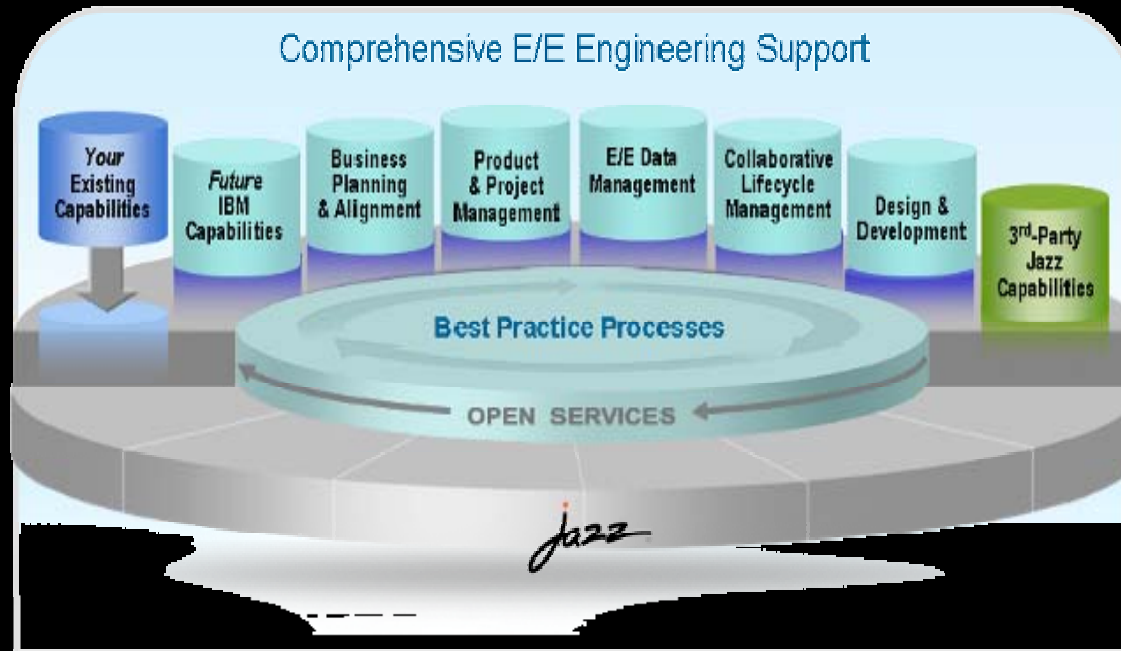 Comprehensive E/E Engineering Support
Your
Existing
Capabilities
Future
IBM
Capabilities
Business
Planning
& Alignment
Product
& Project
Management
E/E Data
Management
Collaborative
Lifecycle
Management
Design &
Development
3rd-Party
Jazz
Capabilities
Best Practice Processes
OPEN SERVICES
jazz